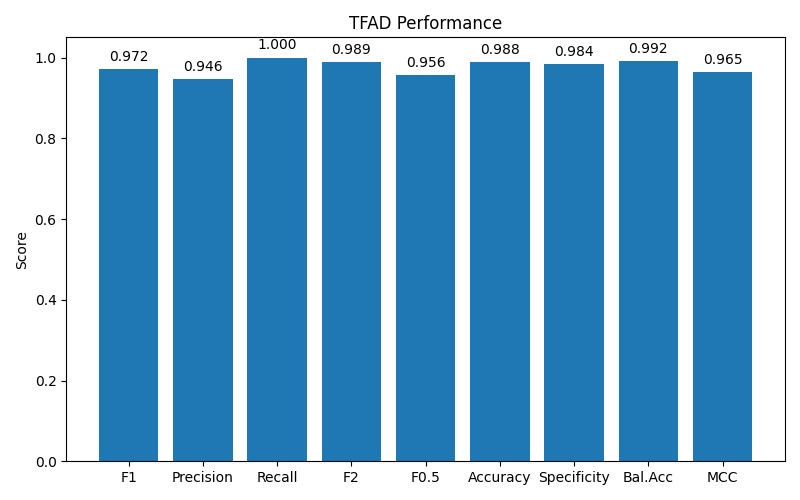 TFAD Performance
0.972 0.946 1.000 0.989 0.956 0.988 0.984 0.992 0.965
1.0
0.8
0.6
0.4
0.2
0.0
Score
F1 Precision Recall F2 F0.5 Accuracy Specificity Bal.Acc MCC